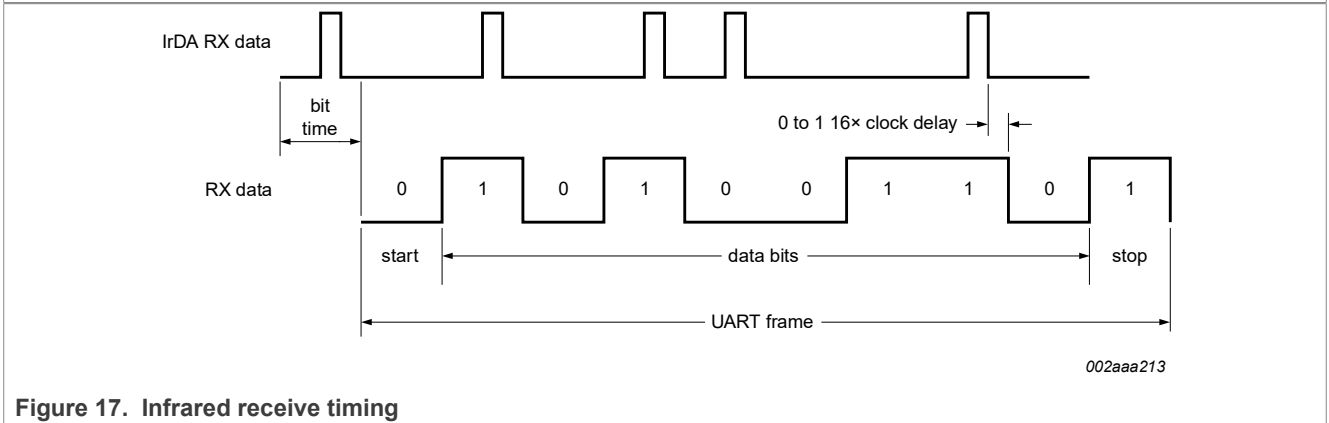 IrDA RX data
bit
time
0 to 1 16× clock delay
RX data
0 1 0 1 0 0 1 1 0 1
start data bits stop
UART frame
002aaa213
Figure 17. Infrared receive timing